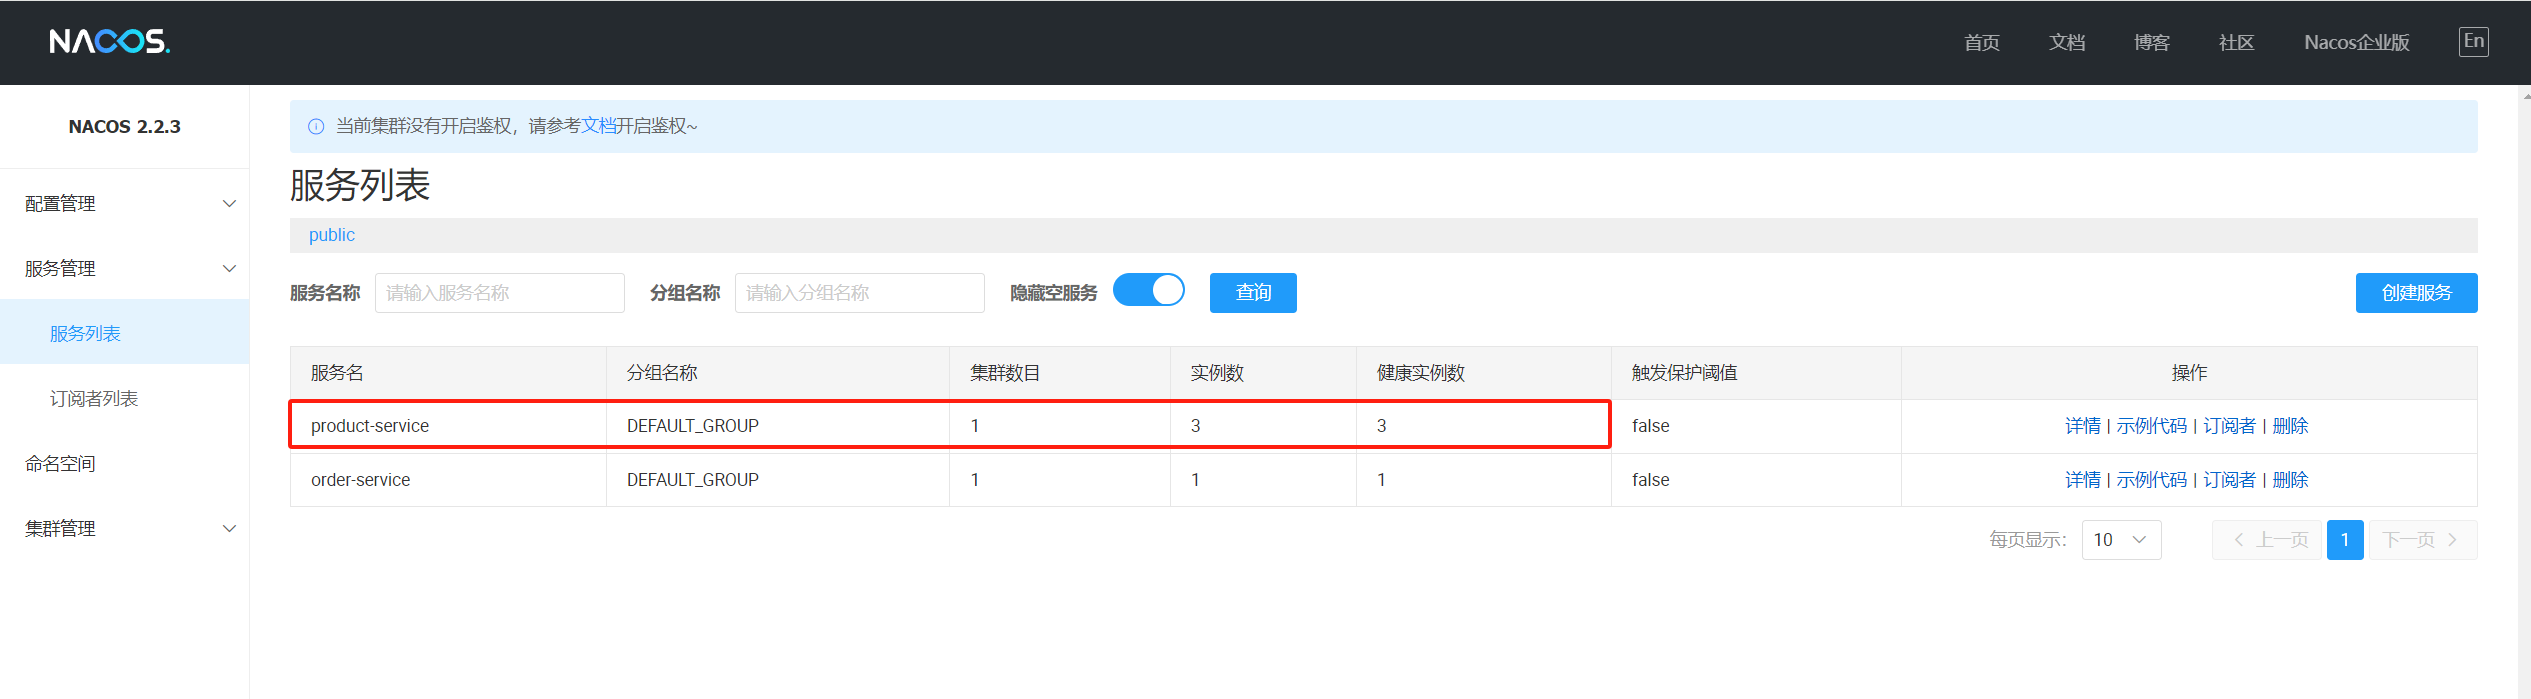 NACOS.
首页 文档 博客 社区 Nacos企业版 En
NACOS 2.2.3
配置管理
服务管理
服务列表
订阅者列表
命名空间
集群管理
当前集群没有开启鉴权，请参考文档开启鉴权~
服务列表
public
服务名称 请输入服务名称 分组名称 请输入分组名称 隐藏空服务 查询 创建服务
服务名 分组名称 集群数目 实例数 健康实例数 触发保护阈值 操作
product-service DEFAULT_GROUP 1 3 3 false 详情 | 示例代码 | 订阅者 | 删除
order-service DEFAULT_GROUP 1 1 1 false 详情 | 示例代码 | 订阅者 | 删除
每页显示： 10 上一页 1 下一页